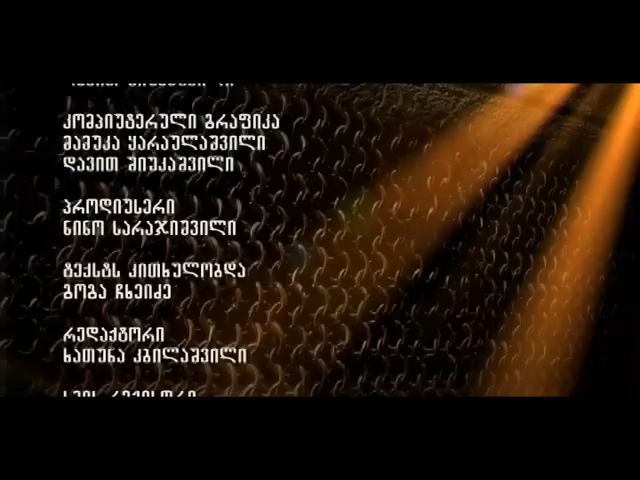 კომპიუტერული გრაფიკა
მამუკა ყარაულაშვილი
დავით შიუკაშვილი
პროდიუსერი
ნინო სარაჯიშვილი
ტექსტს კითხულობდა
გოგა ჩხეიძე
რედაქტორი
ხათუნა კბილაშვილი